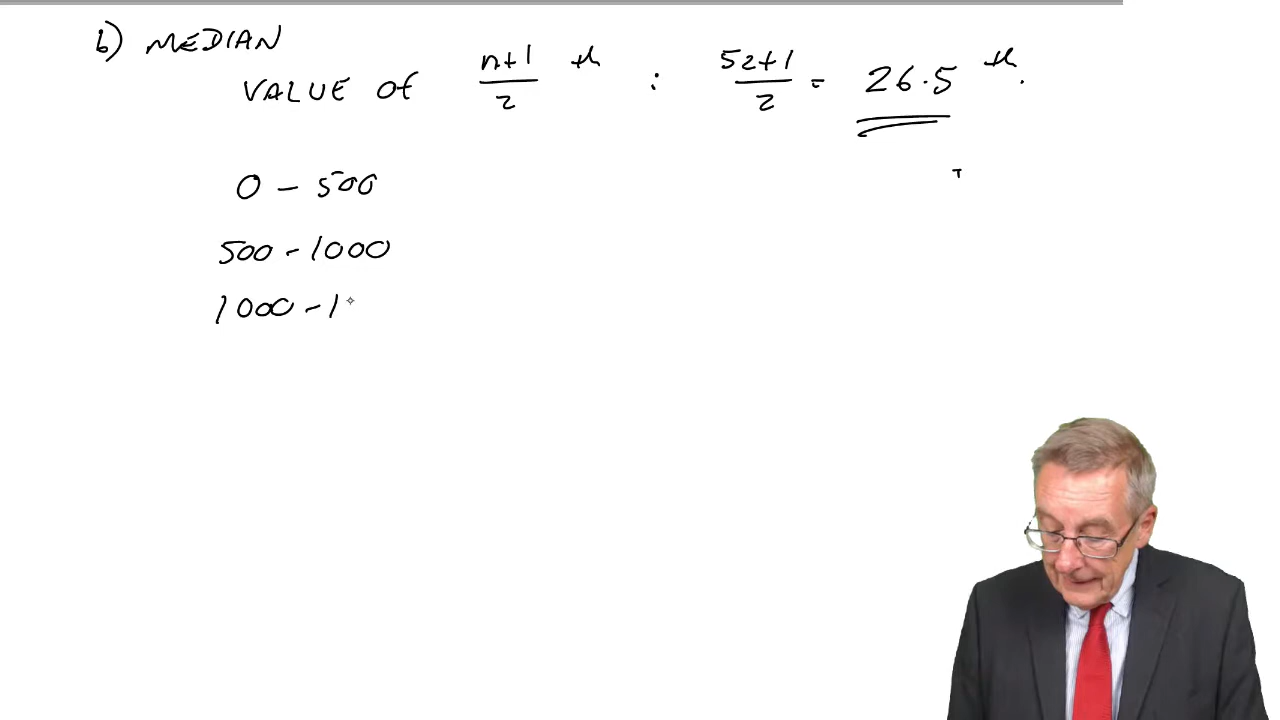 b) MEDIAN
VALUE OF n+1/2 th : 52+1/2 = 26.5 th.
0 - 500
500 - 1000
1000 - 1